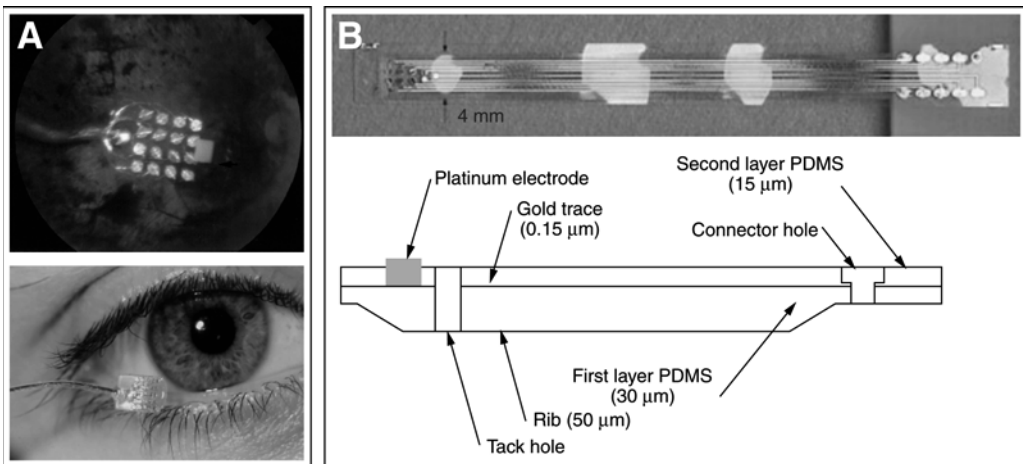 A
B
4 mm
Platinum electrode
Gold trace
(0.15 μm)
Second layer PDMS
(15 μm)
Connector hole
First layer PDMS
(30 μm)
Rib (50 μm)
Tack hole